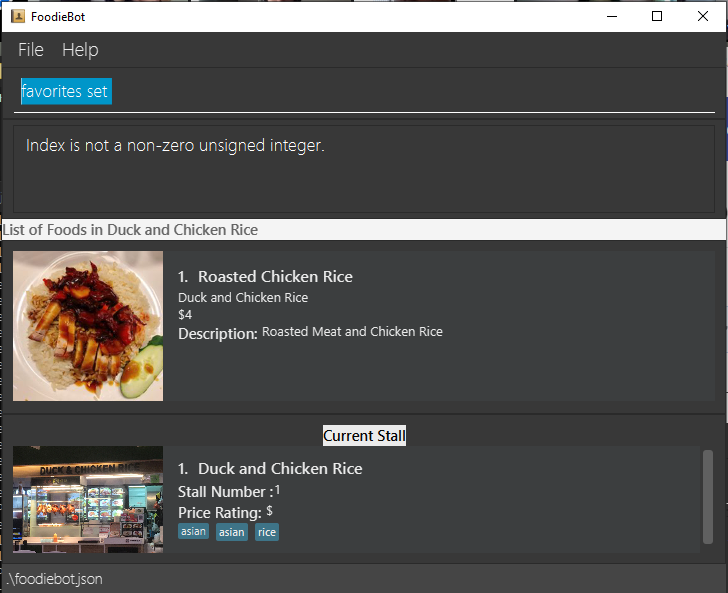 FoodieBot
File Help
favorites set
Index is not a non-zero unsigned integer.
List of Foods in Duck and Chicken Rice
1. Roasted Chicken Rice
Duck and Chicken Rice
$4
Description: Roasted Meat and Chicken Rice
Current Stall
DUCK & CHICKEN RICE
1. Duck and Chicken Rice
Stall Number :1
Price Rating: $
asian asian rice
.\foodiebot.json